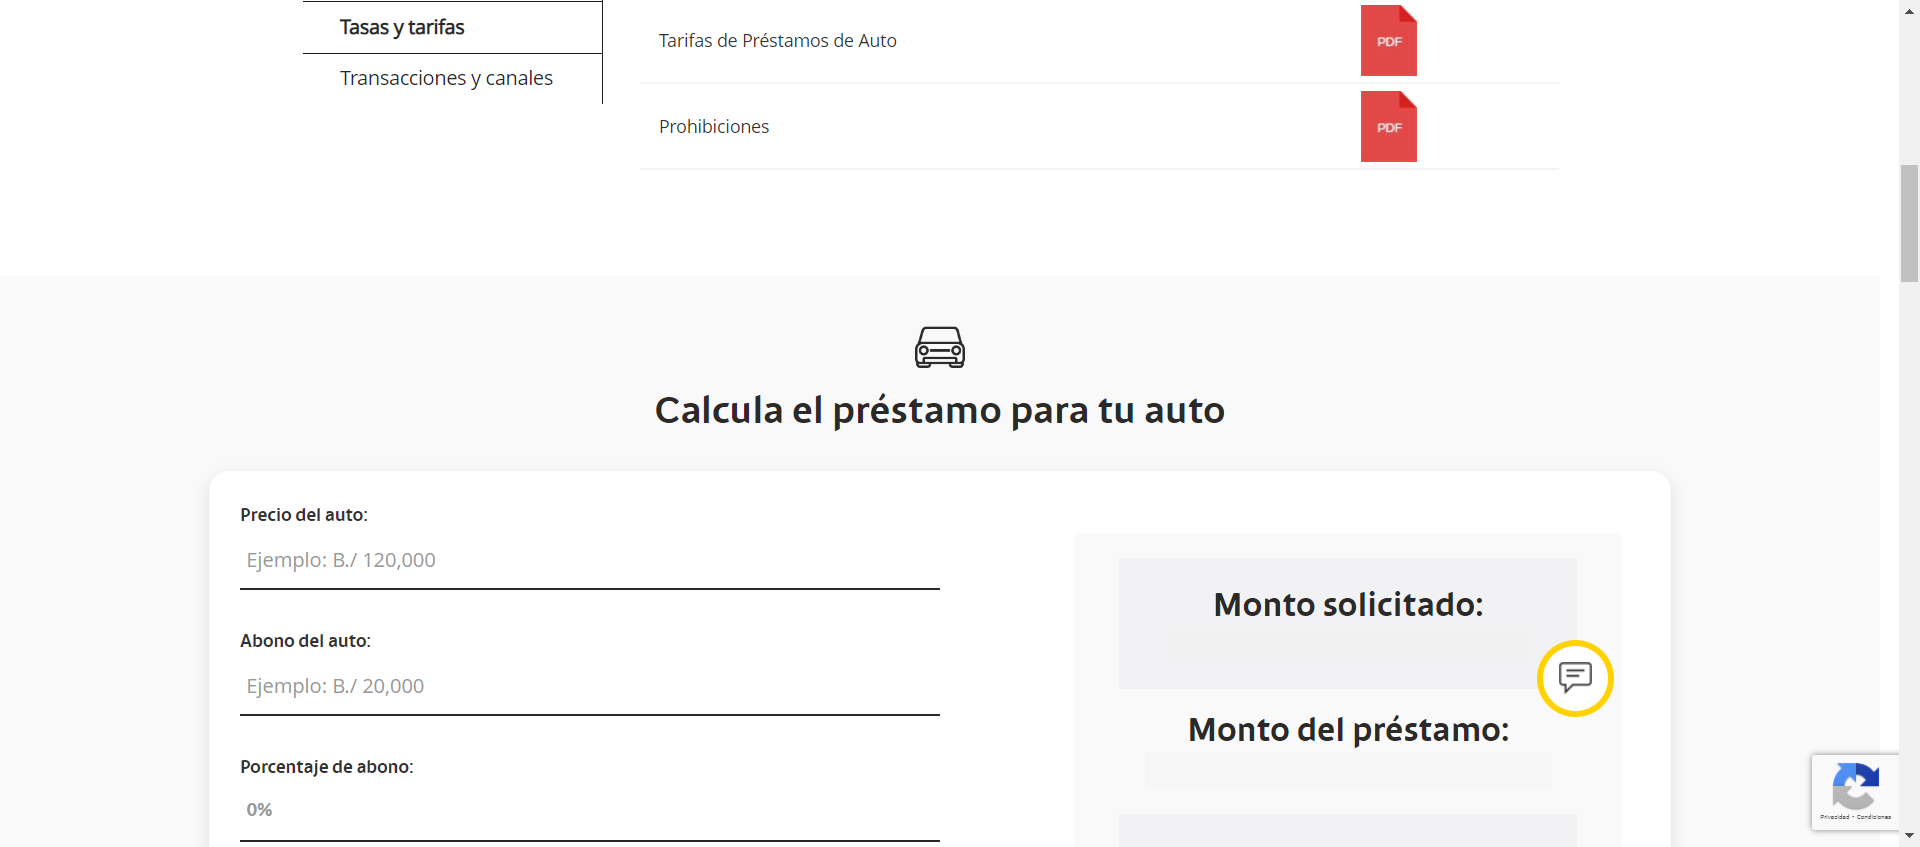 Tasas y tarifas
Transacciones y canales
Tarifas de Préstamos de Auto
PDF
Prohibiciones
PDF
Calcula el préstamo para tu auto
Precio del auto:
Ejemplo: B./ 120,000
Abono del auto:
Ejemplo: B./ 20,000
Porcentaje de abono:
0%
Monto solicitado:
Monto del préstamo:
Privacidad - Condiciones